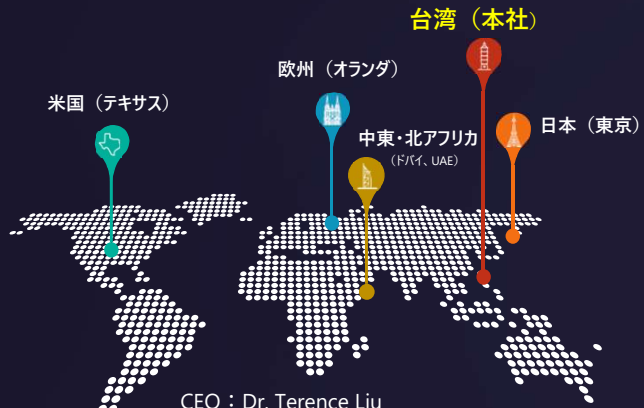 台湾（本社）
欧州（オランダ）
米国（テキサス）
日本（東京）
中東・北アフリカ
（ドバイ、UAE）
CEO：Dr. Terence Liu